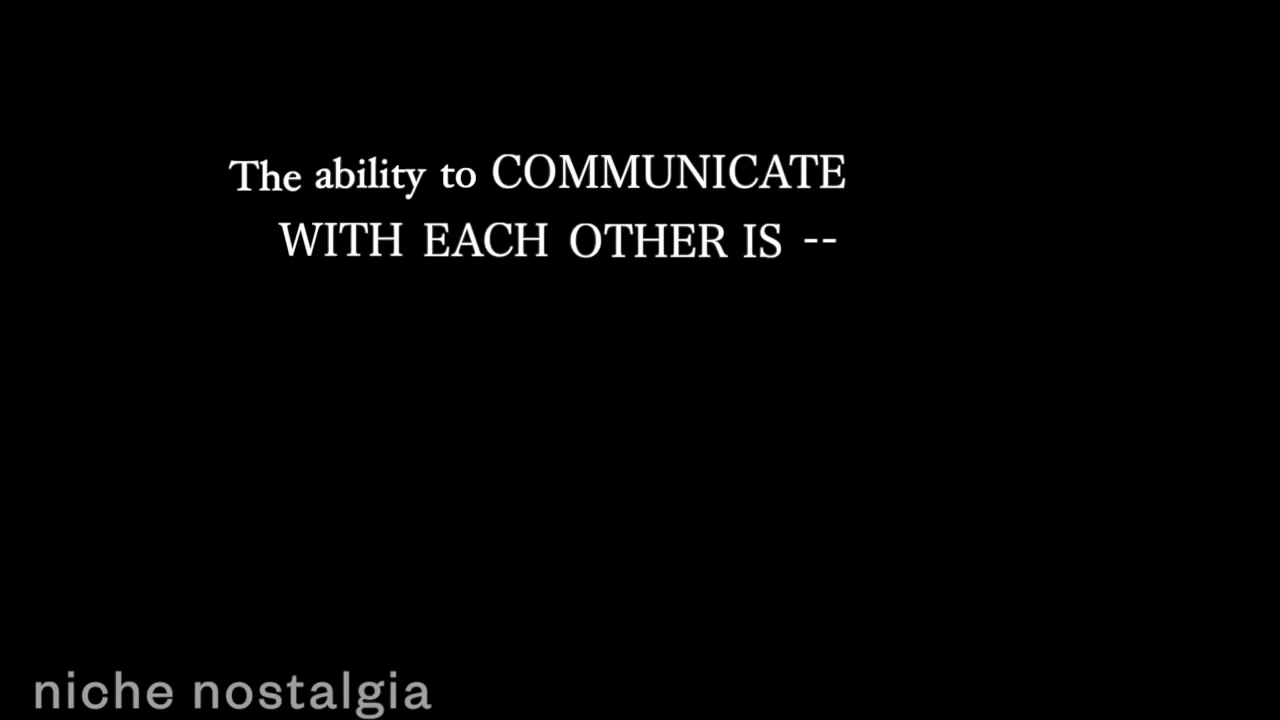 The ability to COMMUNICATE
WITH EACH OTHER IS --
niche nostalgia